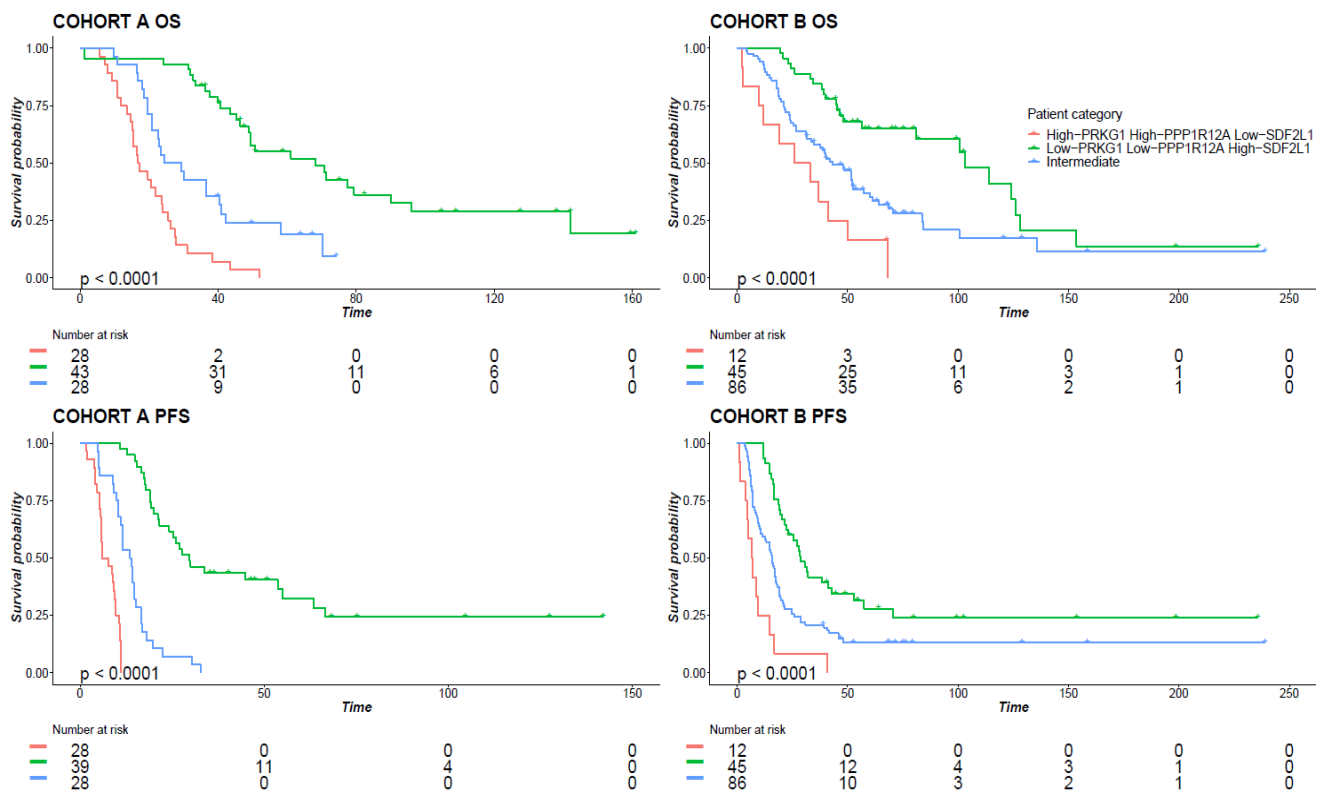 COHORT A OS
1.00
0.75
0.50
0.25
0.00
Survival probability
p < 0.0001
0 40 80 120 160
Time
Number at risk
28 2 0 0 0
43 31 11 6 1
28 9 0 0 0
COHORT B OS
1.00
0.75
0.50
0.25
0.00
Survival probability
p < 0.0001
0 50 100 150 200 250
Time
Patient category
High-PRKG1 High-PPP1R12A Low-SDF2L1
Low-PRKG1 Low-PPP1R12A High-SDF2L1
Intermediate
Number at risk
12 3 0 0 0 0
45 25 11 3 1 0
86 35 6 2 1 0
COHORT A PFS
1.00
0.75
0.50
0.25
0.00
Survival probability
p < 0.0001
0 50 100 150
Time
Number at risk
28 0 0 0
39 11 4 0
28 0 0 0
COHORT B PFS
1.00
0.75
0.50
0.25
0.00
Survival probability
p < 0.0001
0 50 100 150 200 250
Time
Number at risk
12 0 0 0 0 0
45 12 4 3 1 0
86 10 3 2 1 0